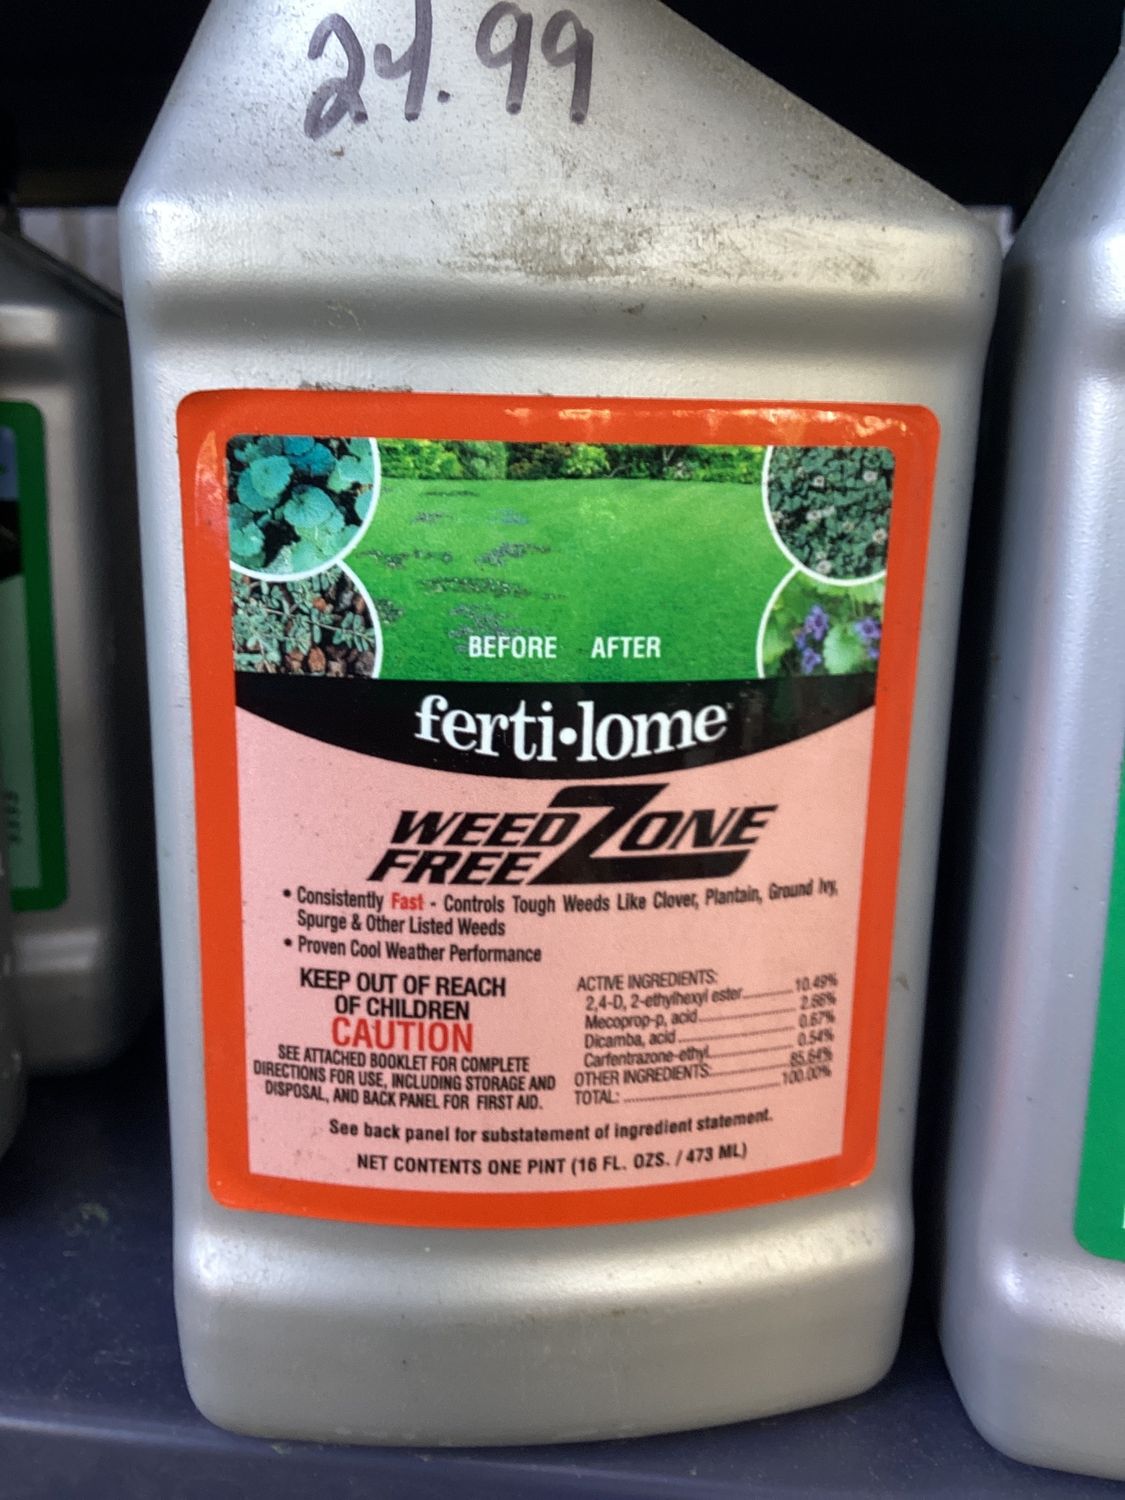 24.99
BEFORE AFTER
ferti•lome
WEED FREE ZONE
• Consistently Fast - Controls Tough Weeds Like Clover, Plantain, Ground Ivy,
Spurge & Other Listed Weeds
• Proven Cool Weather Performance
KEEP OUT OF REACH
OF CHILDREN
CAUTION
SEE ATTACHED BOOKLET FOR COMPLETE
DIRECTIONS FOR USE, INCLUDING STORAGE AND
DISPOSAL, AND BACK PANEL FOR FIRST AID.
ACTIVE INGREDIENTS:
2,4-D, 2-ethylhexyl ester 10.49%
Mecoprop-p, acid 2.66%
Dicamba, acid 0.67%
Carfentrazone-ethyl 0.54%
OTHER INGREDIENTS: 85.64%
TOTAL: 100.00%
See back panel for substatement of ingredient statement.
NET CONTENTS ONE PINT (16 FL. OZS. / 473 ML)